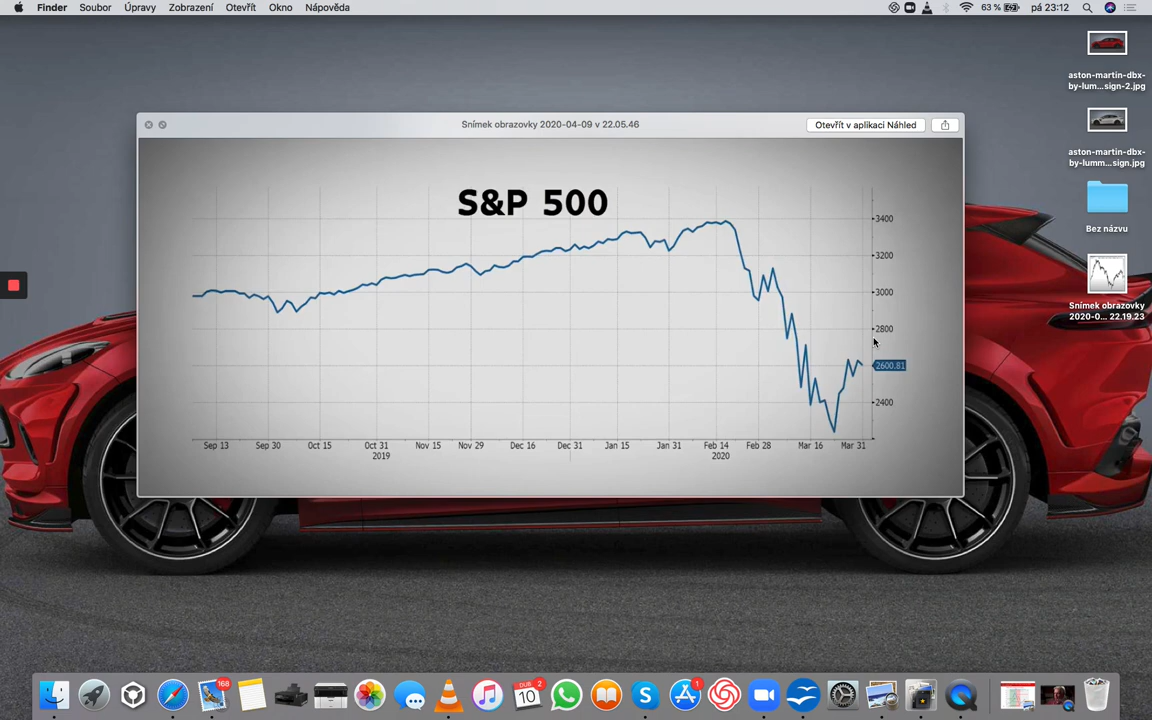 Finder Soubor Úpravy Zobrazení Otevřít Okno Nápověda 63 % pá 23:12
Snímek obrazovky 2020-04-09 v 22.05.46 Otevřít v aplikaci Náhled
S&P 500
3400
3200
3000
2800
2600.81
2400
Sep 13 Sep 30 Oct 15 Oct 31 Nov 15 Nov 29 Dec 16 Dec 31 Jan 15 Jan 31 Feb 14 Feb 28 Mar 16 Mar 31
2019 2020
aston-martin-dbx-
by-lum...sign-2.jpg
aston-martin-dbx-
by-lumm...sign.jpg
Bez názvu
Snímek obrazovky
2020-0... 22.19.23
168
DUB
10
2
1